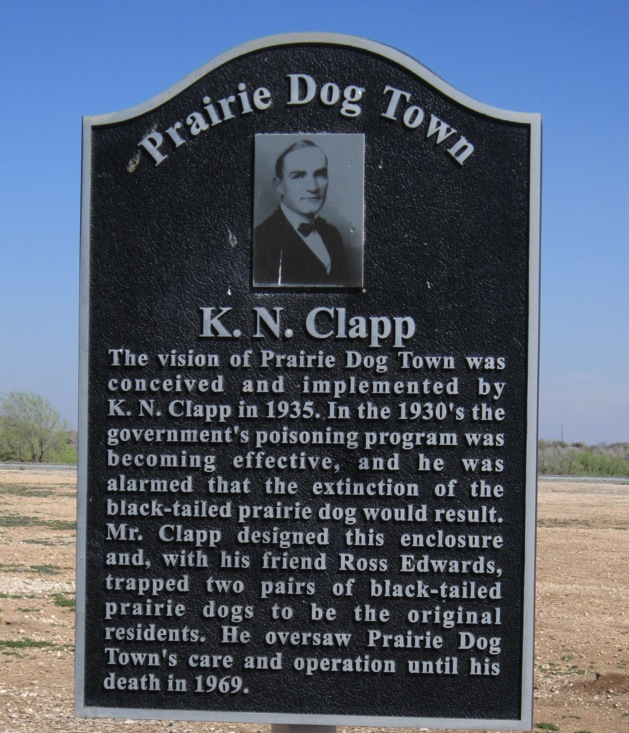 Prairie Dog Town
K. N. Clapp
The vision of Prairie Dog Town was
conceived and implemented by
K. N. Clapp in 1935. In the 1930's the
government's poisoning program was
becoming effective, and he was
alarmed that the extinction of the
black-tailed prairie dog would result.
Mr. Clapp designed this enclosure
and, with his friend Ross Edwards,
trapped two pairs of black-tailed
prairie dogs to be the original
residents. He oversaw Prairie Dog
Town's care and operation until his
death in 1969.